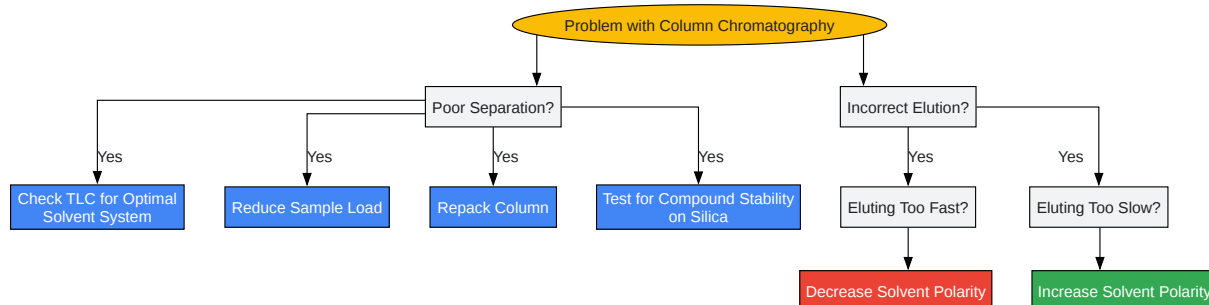 Problem with Column Chromatography
Poor Separation?
Incorrect Elution?
Yes
Yes
Yes
Yes
Yes
Yes
Check TLC for Optimal
Solvent System
Reduce Sample Load
Repack Column
Test for Compound Stability
on Silica
Eluting Too Fast?
Eluting Too Slow?
Decrease Solvent Polarity
Increase Solvent Polarity